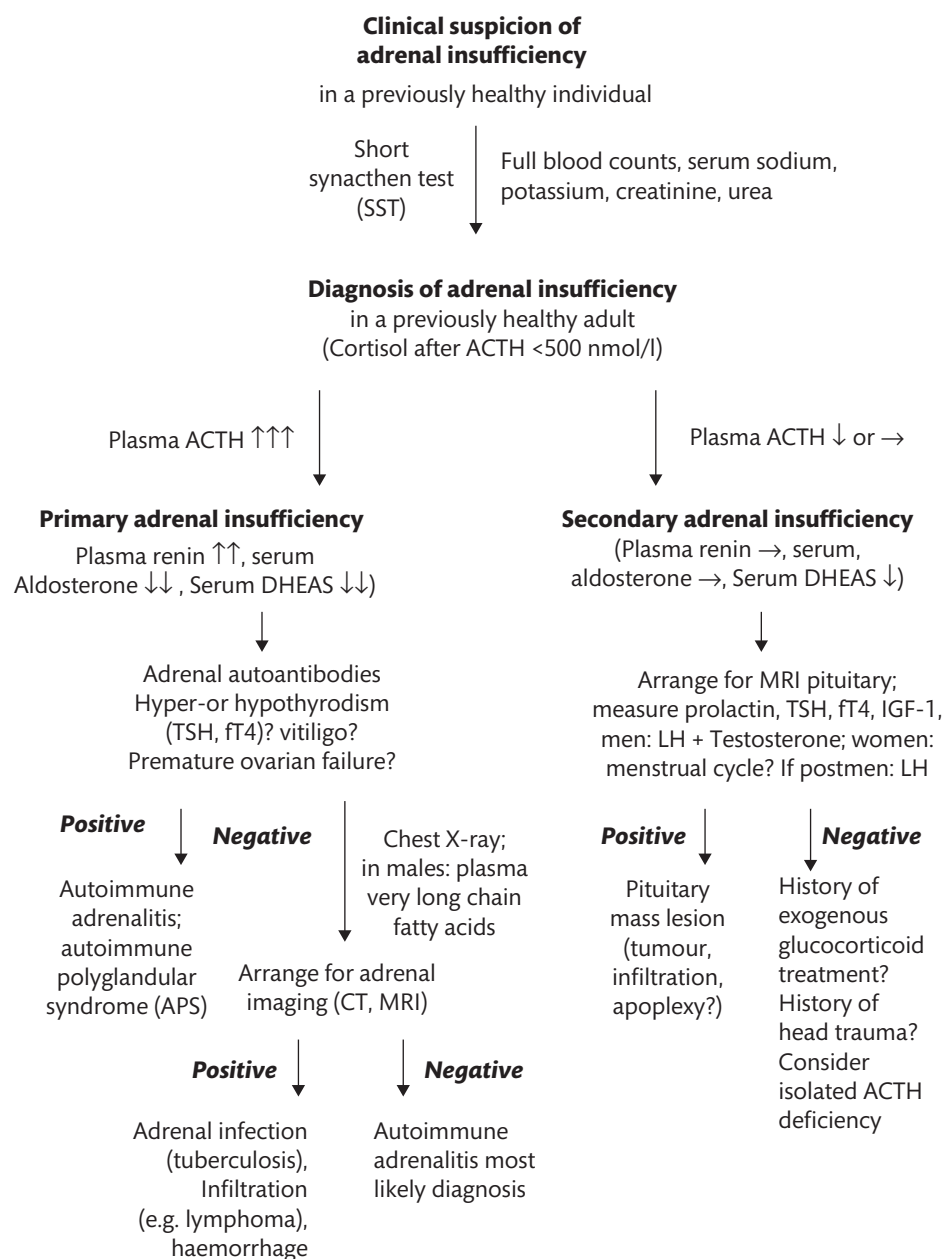 Clinical suspicion of
adrenal insufficiency
in a previously healthy individual
Short
synacthen test
(SST)
Full blood counts, serum sodium,
potassium, creatinine, urea
Diagnosis of adrenal insufficiency
in a previously healthy adult
(Cortisol after ACTH <500 nmol/l)
Plasma ACTH ↑↑↑
Plasma ACTH ↓ or →
Primary adrenal insufficiency
Plasma renin ↑↑, serum
Aldosterone ↓↓ , Serum DHEAS ↓↓)
Secondary adrenal insufficiency
(Plasma renin →, serum,
aldosterone →, Serum DHEAS ↓)
Adrenal autoantibodies
Hyper-or hypothyrodism
(TSH, fT4)? vitiligo?
Premature ovarian failure?
Arrange for MRI pituitary;
measure prolactin, TSH, fT4, IGF-1,
men: LH + Testosterone; women:
menstrual cycle? If postmen: LH
Positive
Negative
Autoimmune
adrenalitis;
autoimmune
polyglandular
syndrome (APS)
Chest X-ray;
in males: plasma
very long chain
fatty acids
Arrange for adrenal
imaging (CT, MRI)
Positive
Negative
Adrenal infection
(tuberculosis),
Infiltration
(e.g. lymphoma),
haemorrhage
Autoimmune
adrenalitis most
likely diagnosis
Positive
Negative
Pituitary
mass lesion
(tumour,
infiltration,
apoplexy?)
History of
exogenous
glucocorticoid
treatment?
History of
head trauma?
Consider
isolated ACTH
deficiency